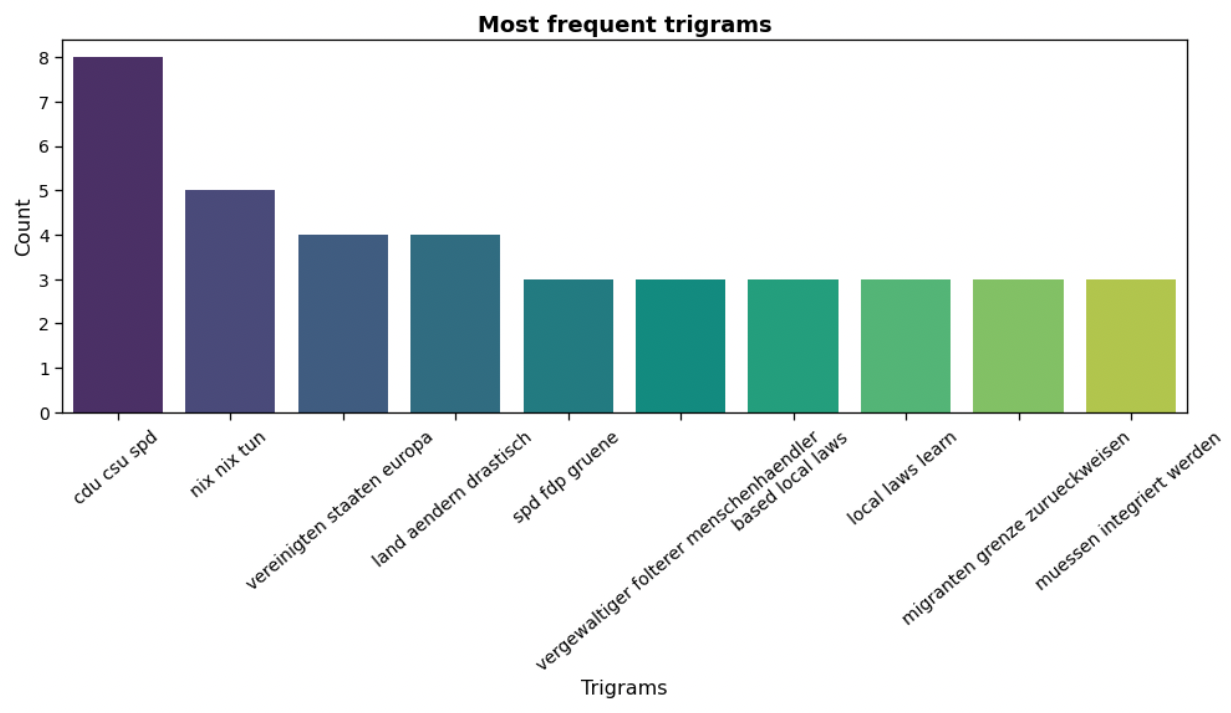 Most frequent trigrams
Count
8
7
6
5
4
3
2
1
0
cdu csu spd
nix nix tun
vereinigten staaten europa
land aendern drastisch
spd fdp gruene
vergewaltiger folterer menschenhaendler
based local laws
local laws learn
migranten grenze zurueckweisen
muessen integriert werden
Trigrams